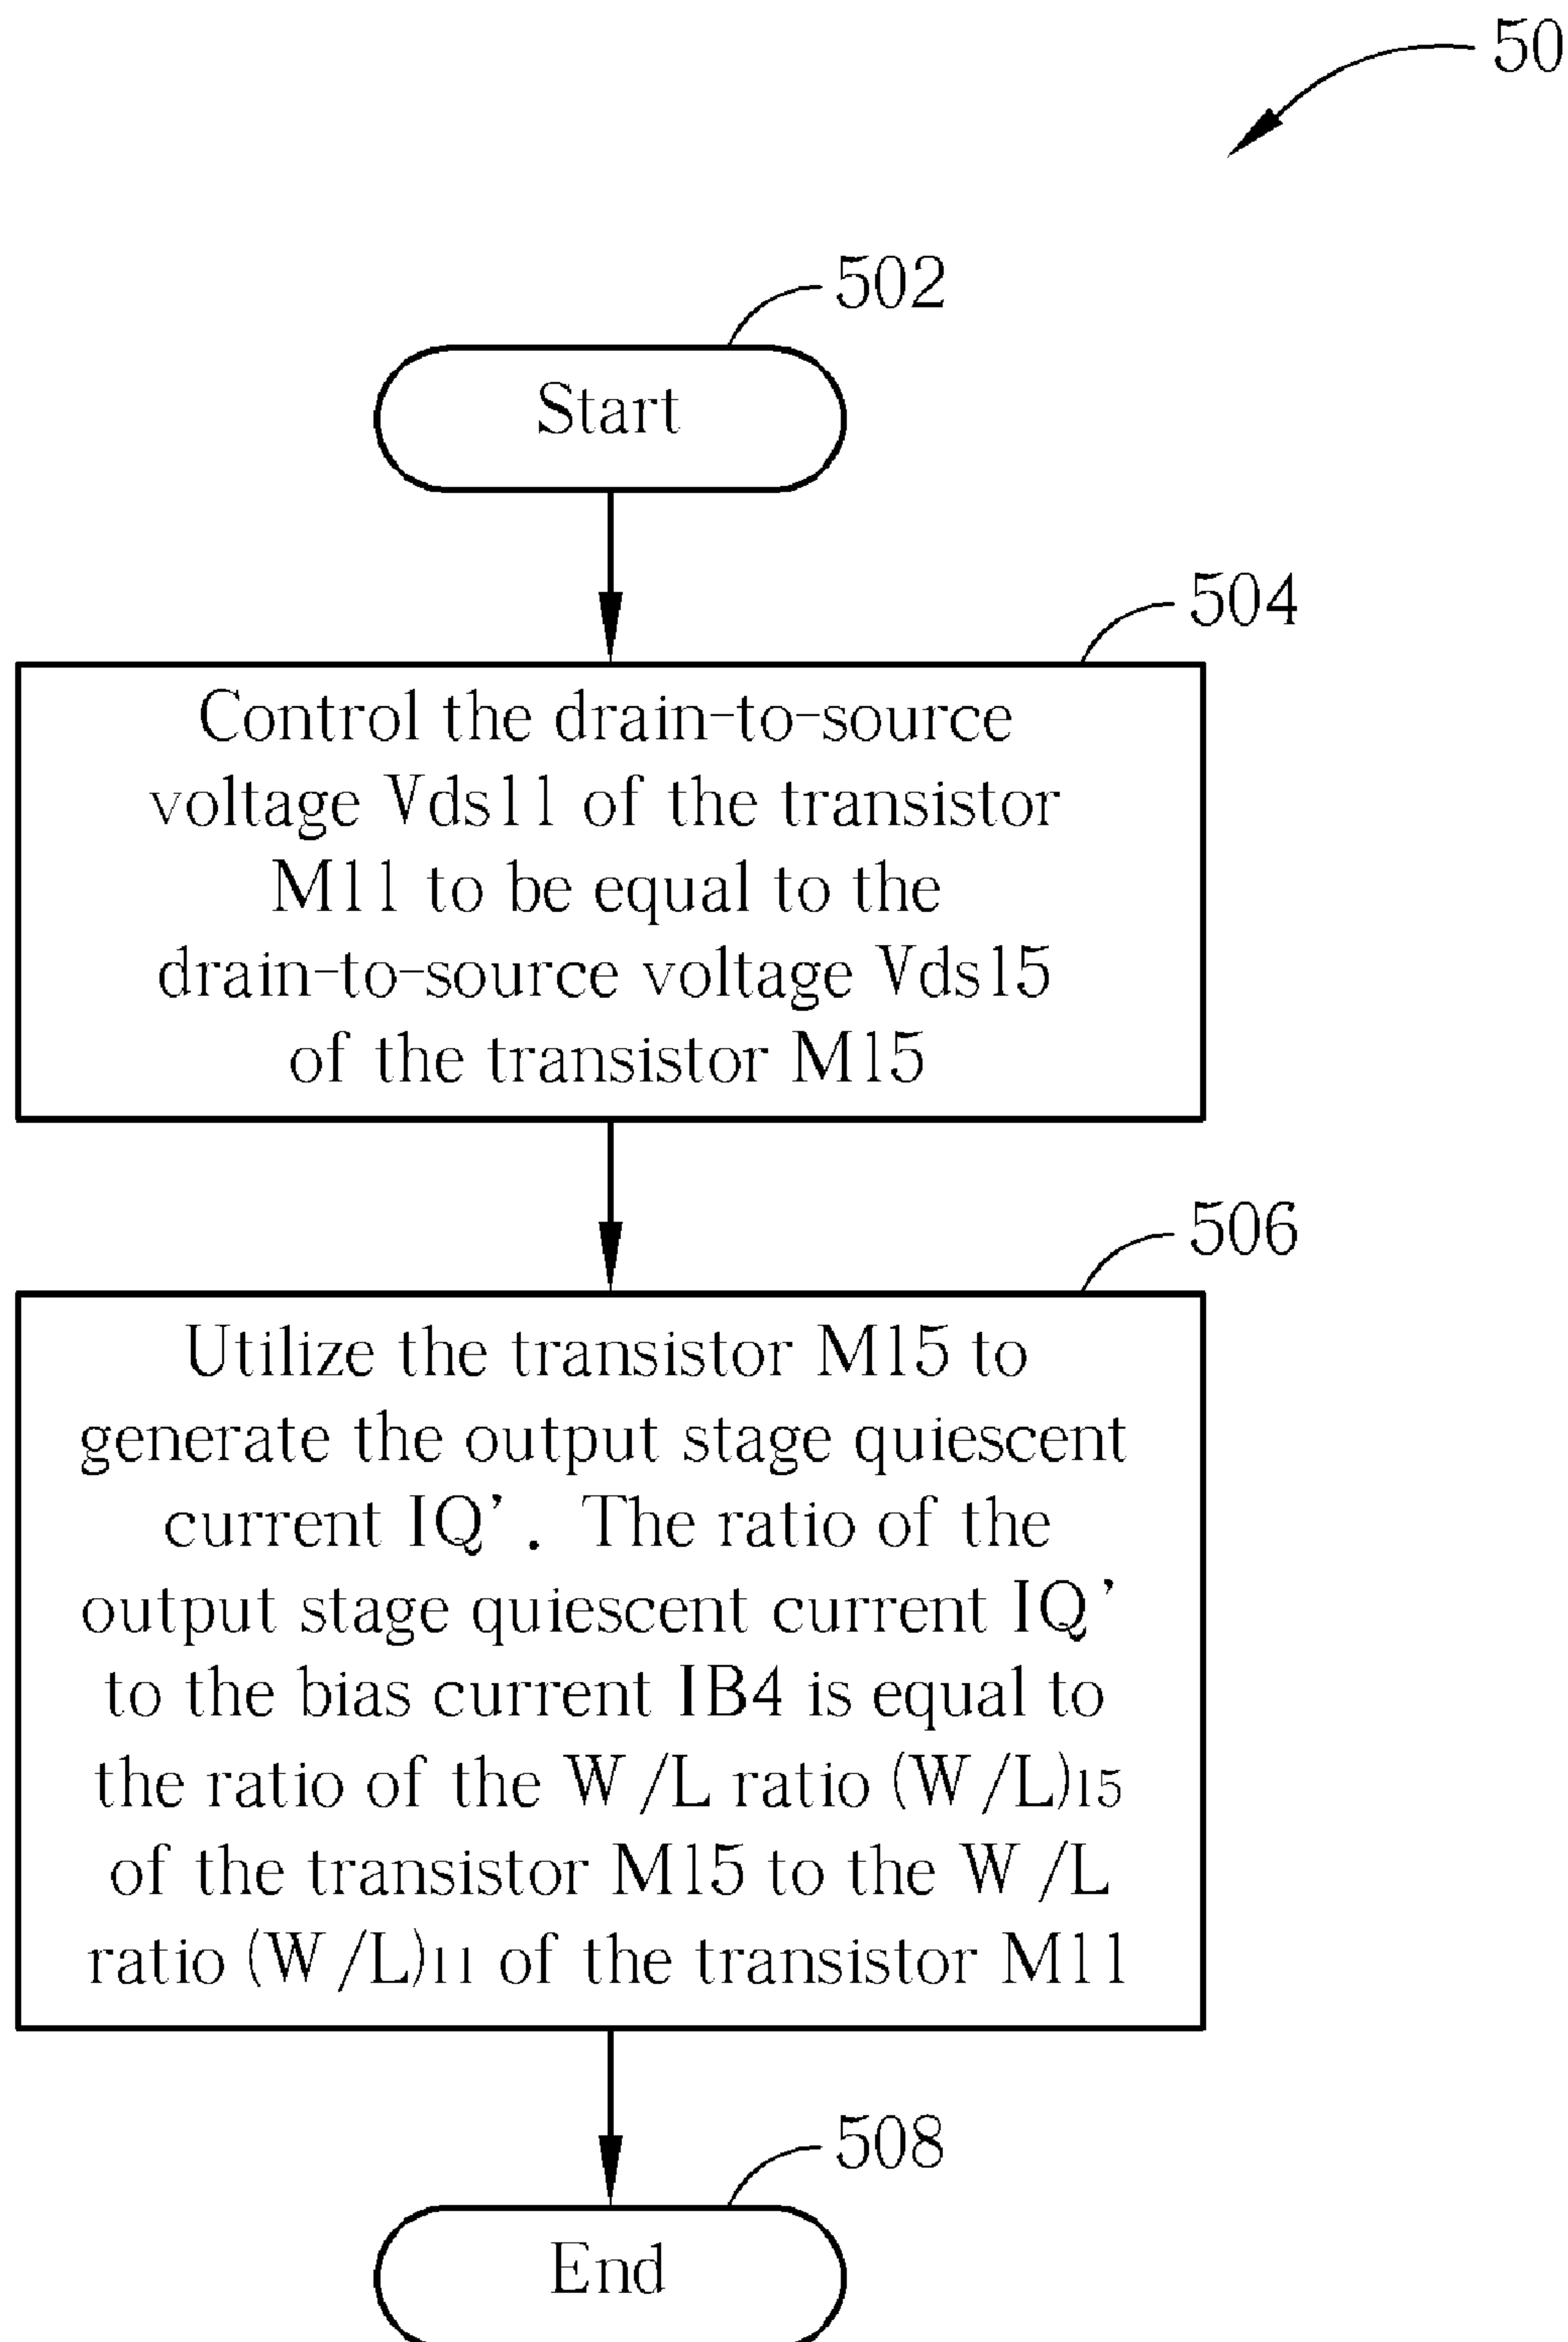 50
502
Start
504
Control the drain-to-source
voltage Vds11 of the transistor
M11 to be equal to the
drain-to-source voltage Vds15
of the transistor M15
506
Utilize the transistor M15 to
generate the output stage quiescent
current IQ'. The ratio of the
output stage quiescent current IQ'
to the bias current IB4 is equal to
the ratio of the W/L ratio (W/L)15
of the transistor M15 to the W/L
ratio (W/L)11 of the transistor M11
508
End